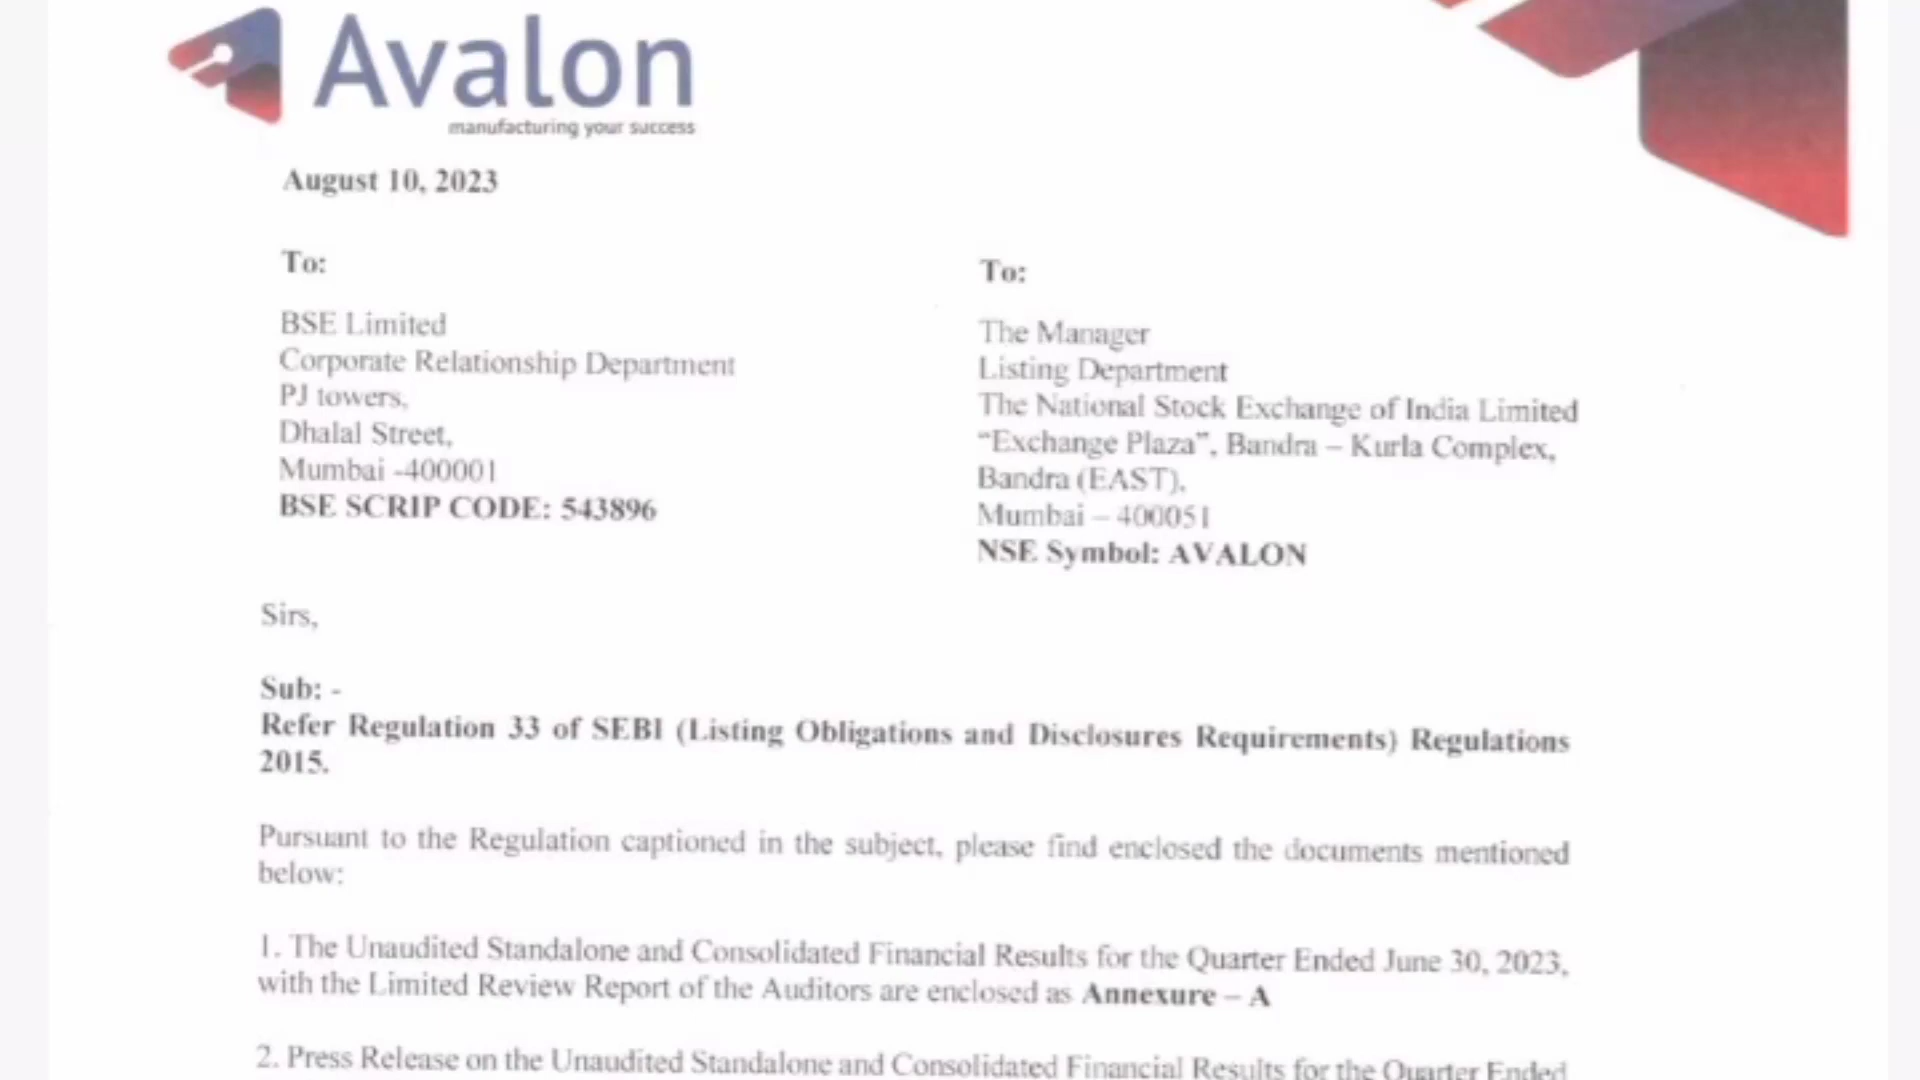 Avalon
manufacturing your success
August 10, 2023
To:
BSE Limited
Corporate Relationship Department
PJ towers,
Dhalal Street,
Mumbai -400001
BSE SCRIP CODE: 543896
To:
The Manager
Listing Department
The National Stock Exchange of India Limited
“Exchange Plaza”, Bandra – Kurla Complex,
Bandra (EAST),
Mumbai – 400051
NSE Symbol: AVALON
Sirs,
Sub: -
Refer Regulation 33 of SEBI (Listing Obligations and Disclosures Requirements) Regulations
2015.
Pursuant to the Regulation captioned in the subject, please find enclosed the documents mentioned
below:
1. The Unaudited Standalone and Consolidated Financial Results for the Quarter Ended June 30, 2023,
with the Limited Review Report of the Auditors are enclosed as Annexure – A
2. Press Release on the Unaudited Standalone and Consolidated Financial Results for the Quarter Ended